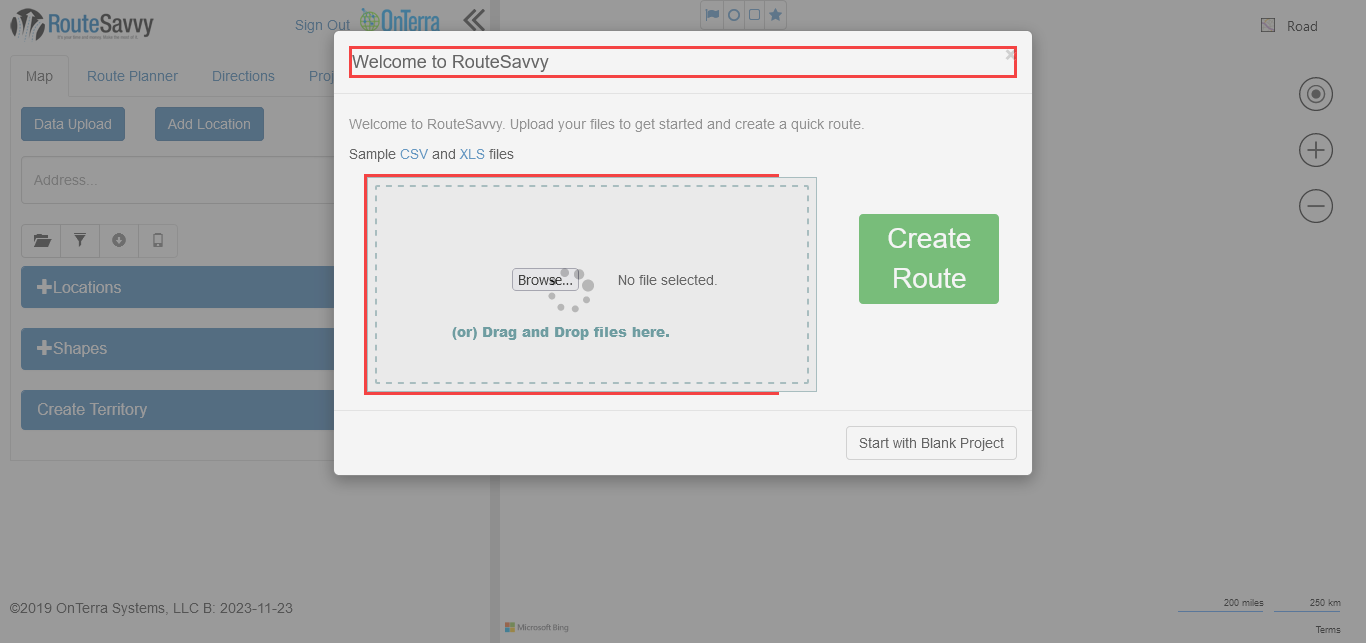 RouteSavvy
Sign Out
OnTerra
Road
Map
Route Planner
Directions
Proj
Data Upload
Add Location
Address...
Locations
Shapes
Create Territory
Welcome to RouteSavvy
×
Welcome to RouteSavvy. Upload your files to get started and create a quick route.
Sample CSV and XLS files
Browse...
No file selected.
(or) Drag and Drop files here.
Create
Route
Start with Blank Project
©2019 OnTerra Systems, LLC B: 2023-11-23
Microsoft Bing
200 miles
250 km
Terms